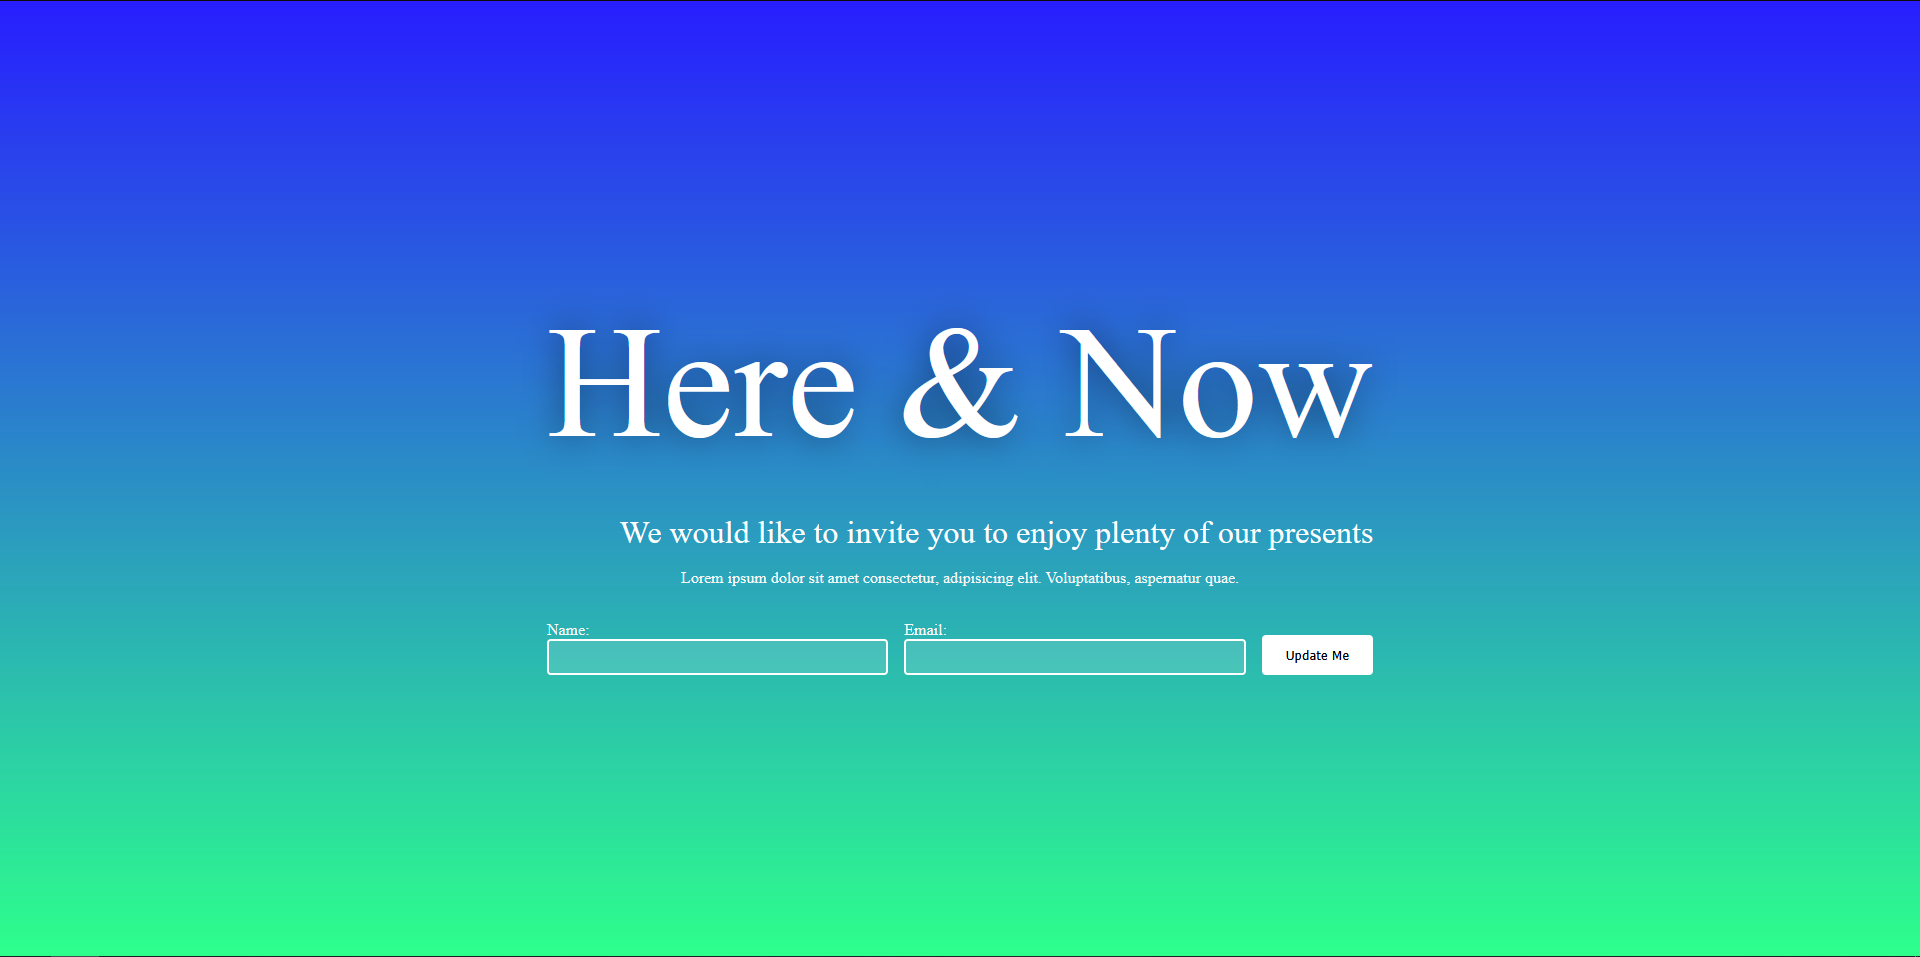 Here & Now
We would like to invite you to enjoy plenty of our presents
Lorem ipsum dolor sit amet consectetur, adipisicing elit. Voluptatibus, aspernatur quae.
Name: Email:
Update Me